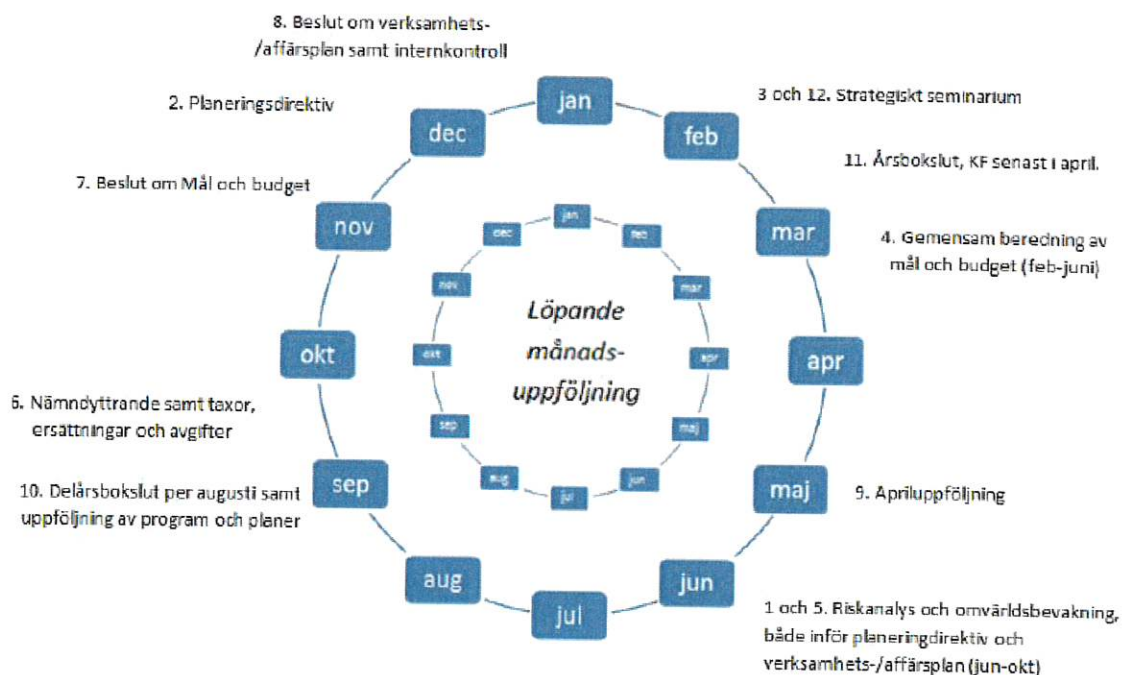 8. Beslut om verksamhets-
/affärsplan samt internkontroll
2. Planeringsdirektiv
jan
3 och 12. Strategiskt seminarium
dec
feb
11. Årsbokslut, KF senast i april.
7. Beslut om Mål och budget
nov
mar
4. Gemensam beredning av
mål och budget (feb-juni)
jan
dec
feb
nov
mar
Löpande
månads-
uppföljning
okt
okt
apr
apr
6. Nämndyttrande samt taxor,
ersättningar och avgifter
sep
maj
aug
jun
jul
sep
maj
10. Delårsbokslut per augusti samt
uppföljning av program och planer
9. Apriluppföljning
aug
jun
jul
1 och 5. Riskanalys och omvärldsbevakning,
både inför planeringdirektiv och
verksamhets-/affärsplan (jun-okt)